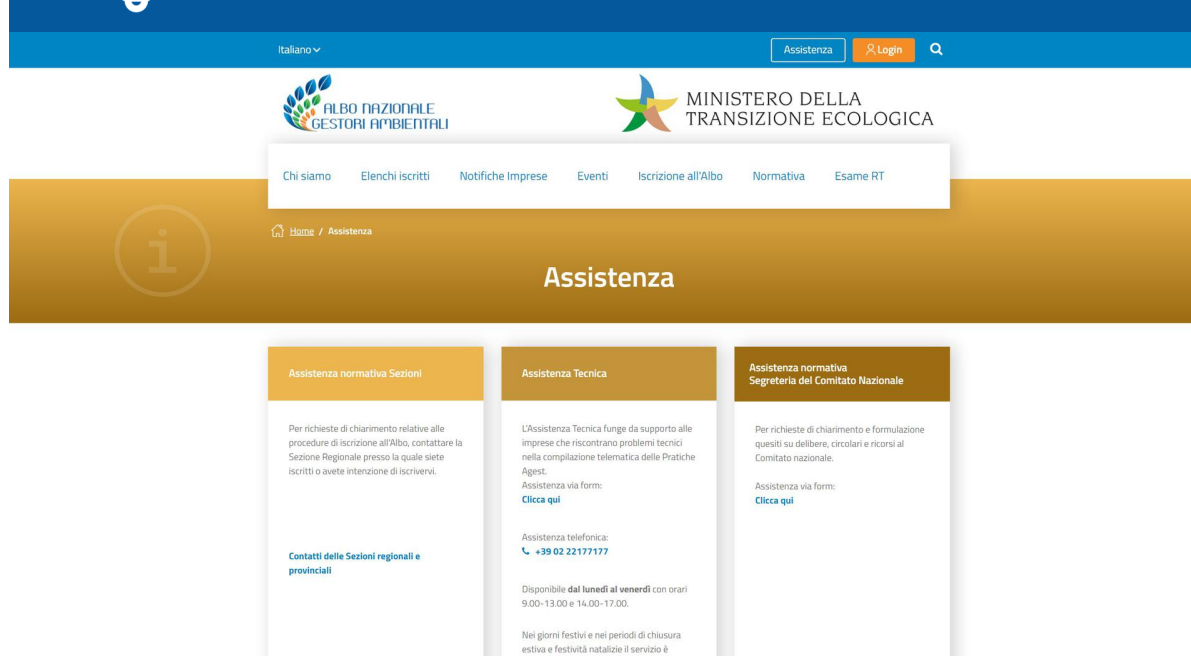 Italiano
Assistenza
Login
ALBO NAZIONALE
GESTORI AMBIENTALI
MINISTERO DELLA
TRANSIZIONE ECOLOGICA
Chi siamo
Elenchi iscritti
Notifiche Imprese
Eventi
Iscrizione all'Albo
Normativa
Esame RT
Home / Assistenza
Assistenza
Assistenza normativa Sezioni
Per richieste di chiarimento relative alle
procedure di iscrizione all'Albo, contattare la
Sezione Regionale presso la quale siete
iscritti o avete intenzione di iscrivervi.
Contatti delle Sezioni regionali e
provinciali
Assistenza Tecnica
L'Assistenza Tecnica funge da supporto alle
imprese che riscontrano problemi tecnici
nella compilazione telematica delle Pratiche
Agest.
Assistenza via form:
Clicca qui
Assistenza telefonica:
+39 02 22177177
Disponibile dal lunedì al venerdì con orari
9.00-13.00 e 14.00-17.00.
Nei giorni festivi e nei periodi di chiusura
estiva e festività natalizie il servizio è
Assistenza normativa
Segreteria del Comitato Nazionale
Per richieste di chiarimento e formulazione
quesiti su delibere, circolari e ricorsi al
Comitato nazionale.
Assistenza via form:
Clicca qui